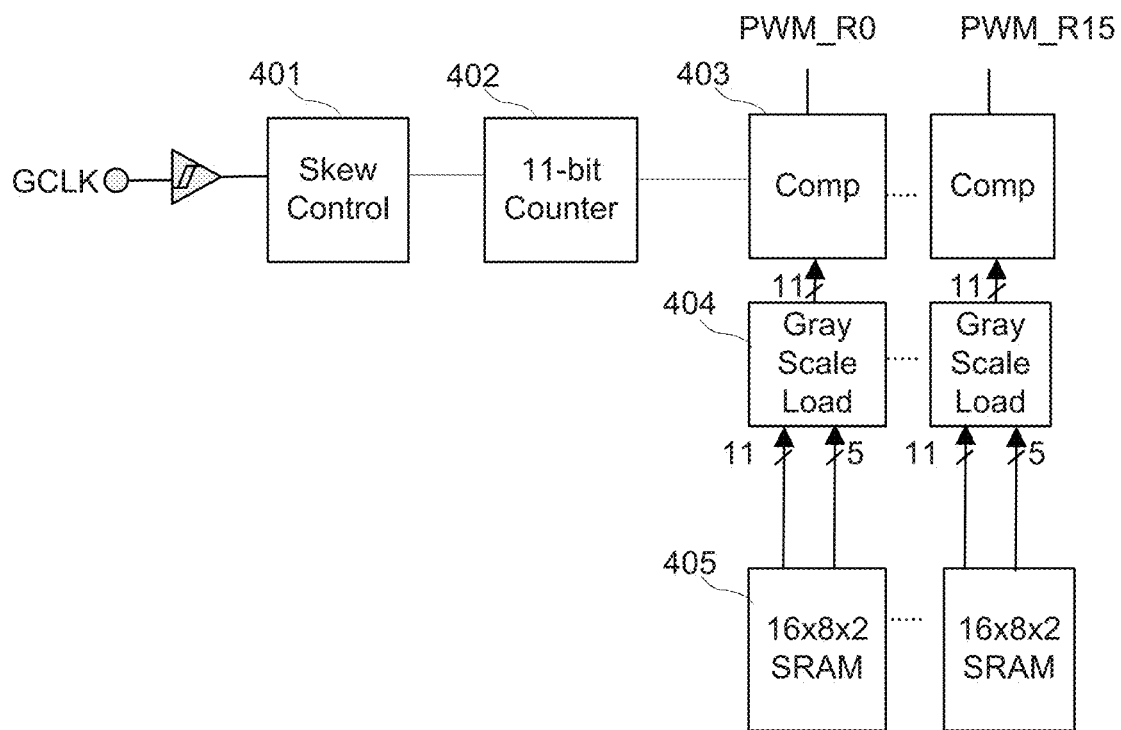 PWM_R0 PWM_R15
401 402 403
GCLK
Skew
Control
11-bit
Counter
Comp ..... Comp
11 11
404
Gray
Scale
Load
.....
Gray
Scale
Load
11 5 11 5
405
16x8x2
SRAM
.....
16x8x2
SRAM